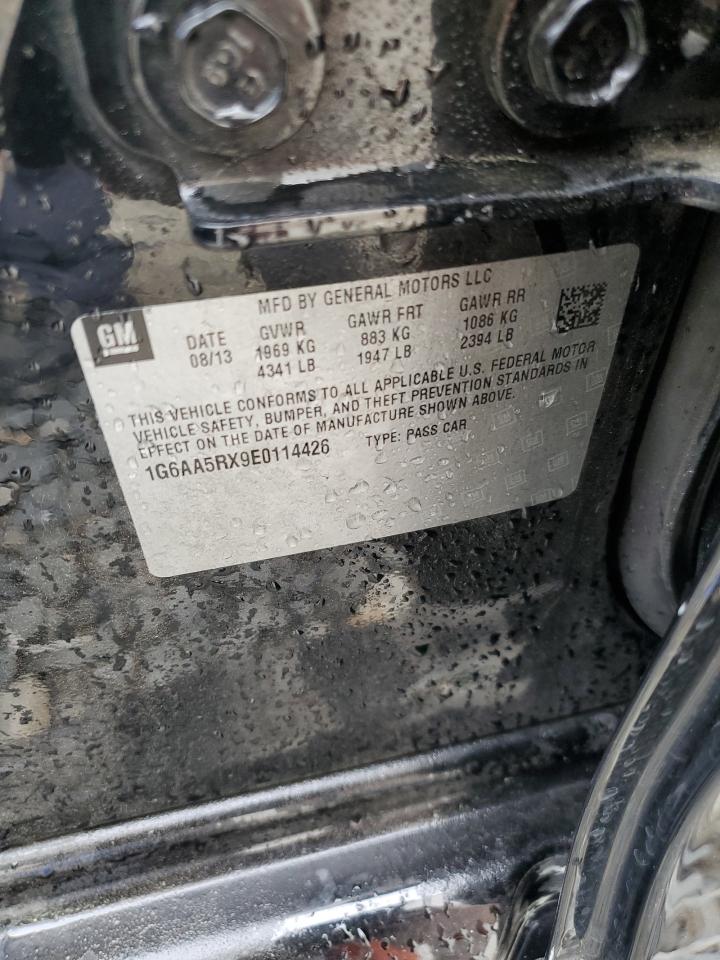 GM
MFD BY GENERAL MOTORS LLC
DATE GVWR GAWR FRT GAWR RR
08/13 1969 KG 883 KG 1086 KG
4341 LB 1947 LB 2394 LB
THIS VEHICLE CONFORMS TO ALL APPLICABLE U.S. FEDERAL MOTOR
VEHICLE SAFETY, BUMPER, AND THEFT PREVENTION STANDARDS IN
EFFECT ON THE DATE OF MANUFACTURE SHOWN ABOVE.
1G6AA5RX9E0114426 TYPE: PASS CAR